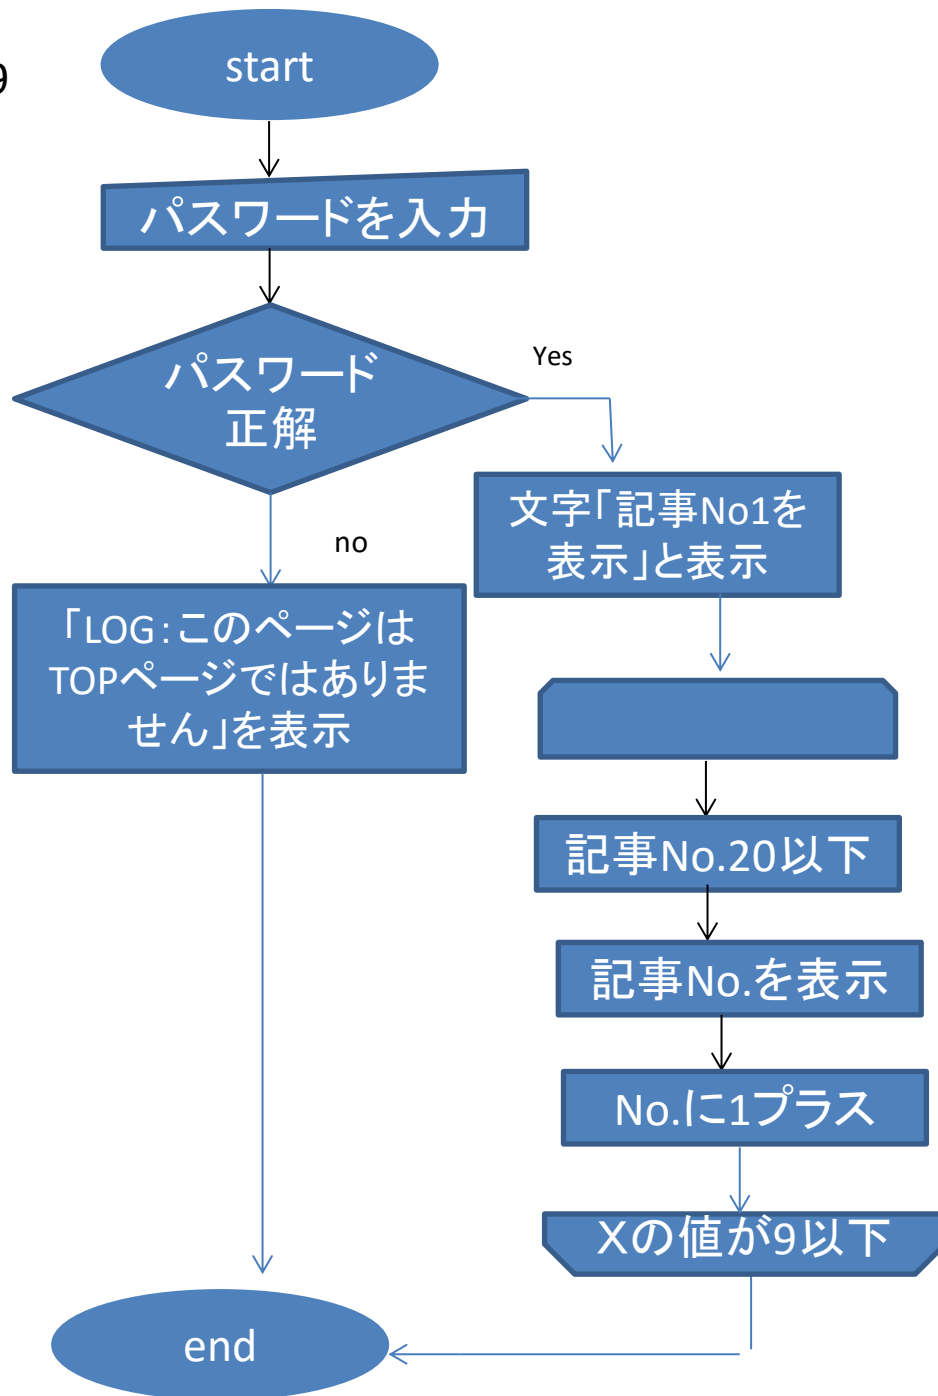 9
start
パスワードを入力
パスワード
正解
Yes
no
文字「記事No1を
表示」と表示
「LOG：このページは
TOPページではありま
せん」を表示
記事No.20以下
記事No.を表示
No.に1プラス
Xの値が9以下
end